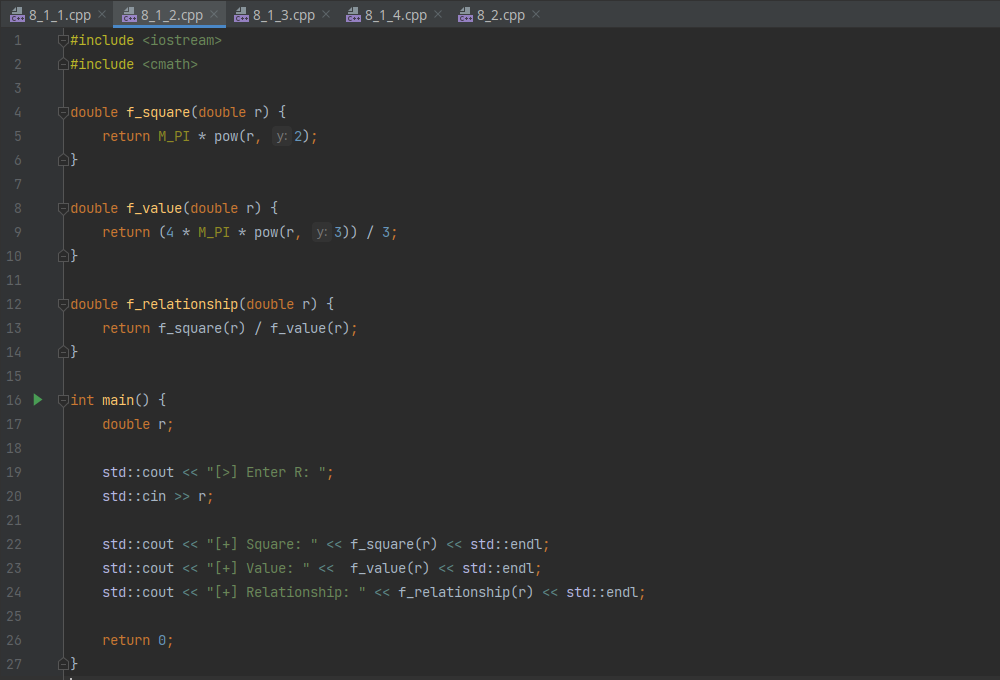 8_1_1.cpp 8_1_2.cpp 8_1_3.cpp 8_1_4.cpp 8_2.cpp
1 #include <iostream>
2 #include <cmath>
3
4 double f_square(double r) {
5     return M_PI * pow(r, y: 2);
6 }
7
8 double f_value(double r) {
9     return (4 * M_PI * pow(r, y: 3)) / 3;
10 }
11
12 double f_relationship(double r) {
13     return f_square(r) / f_value(r);
14 }
15
16 int main() {
17     double r;
18
19     std::cout << "[>] Enter R: ";
20     std::cin >> r;
21
22     std::cout << "[+] Square: " << f_square(r) << std::endl;
23     std::cout << "[+] Value: " <<  f_value(r) << std::endl;
24     std::cout << "[+] Relationship: " << f_relationship(r) << std::endl;
25
26     return 0;
27 }